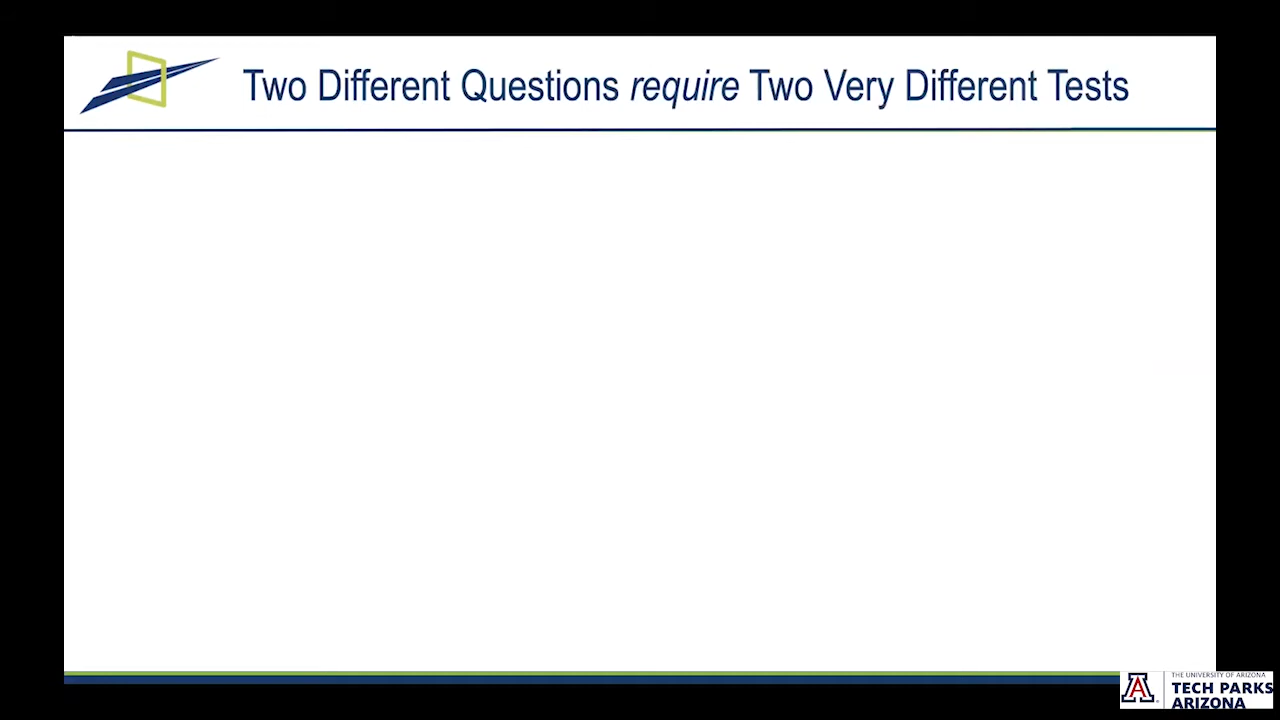 Two Different Questions require Two Very Different Tests
THE UNIVERSITY OF ARIZONA
TECH PARKS
ARIZONA